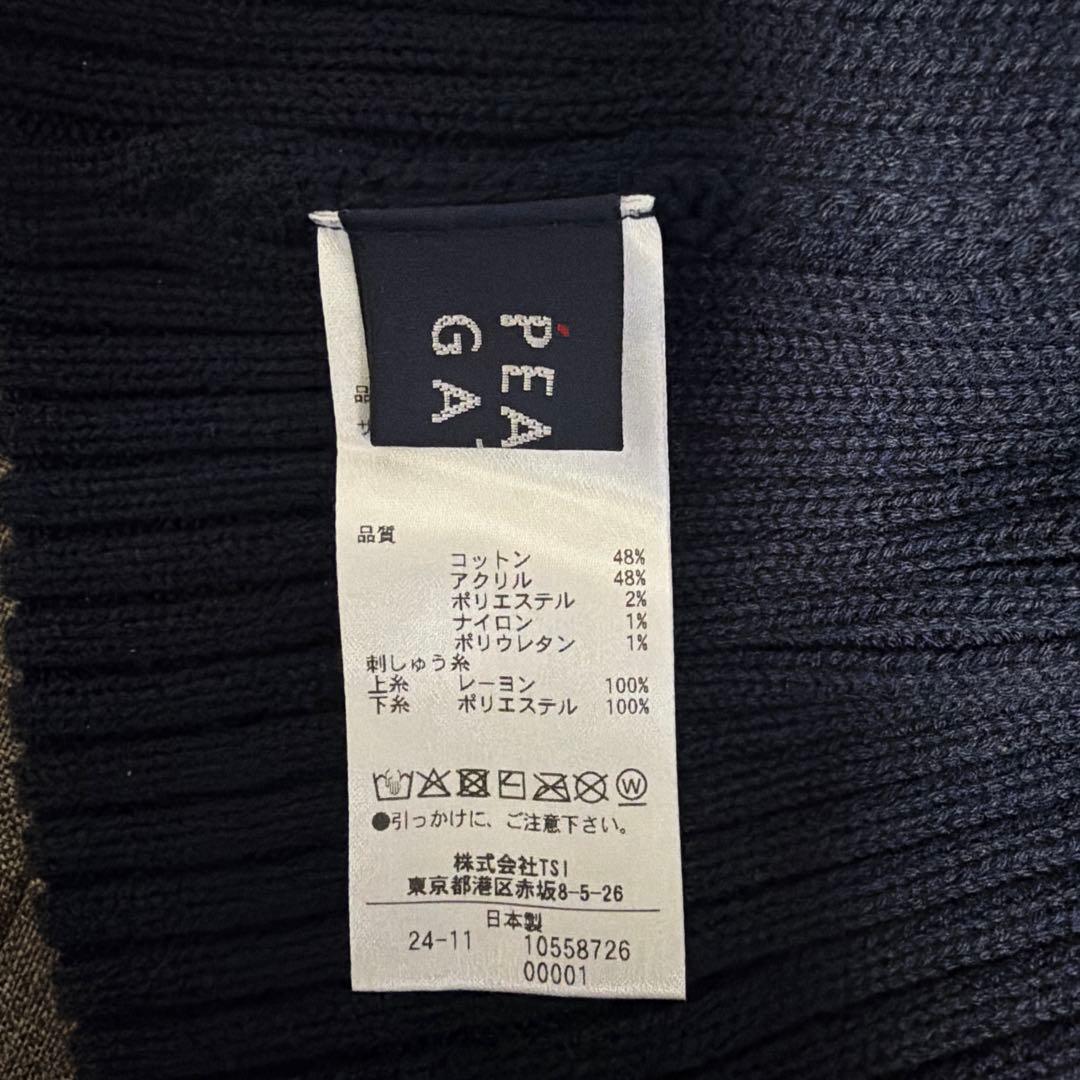 PEA
GA
品
品質
コットン 48%
アクリル 48%
ポリエステル 2%
ナイロン 1%
ポリウレタン 1%
刺しゅう糸
上糸 レーヨン 100%
下糸 ポリエステル 100%
W
●引っかけに、ご注意下さい。
株式会社TSI
東京都港区赤坂8-5-26
日本製
24-11 10558726
00001